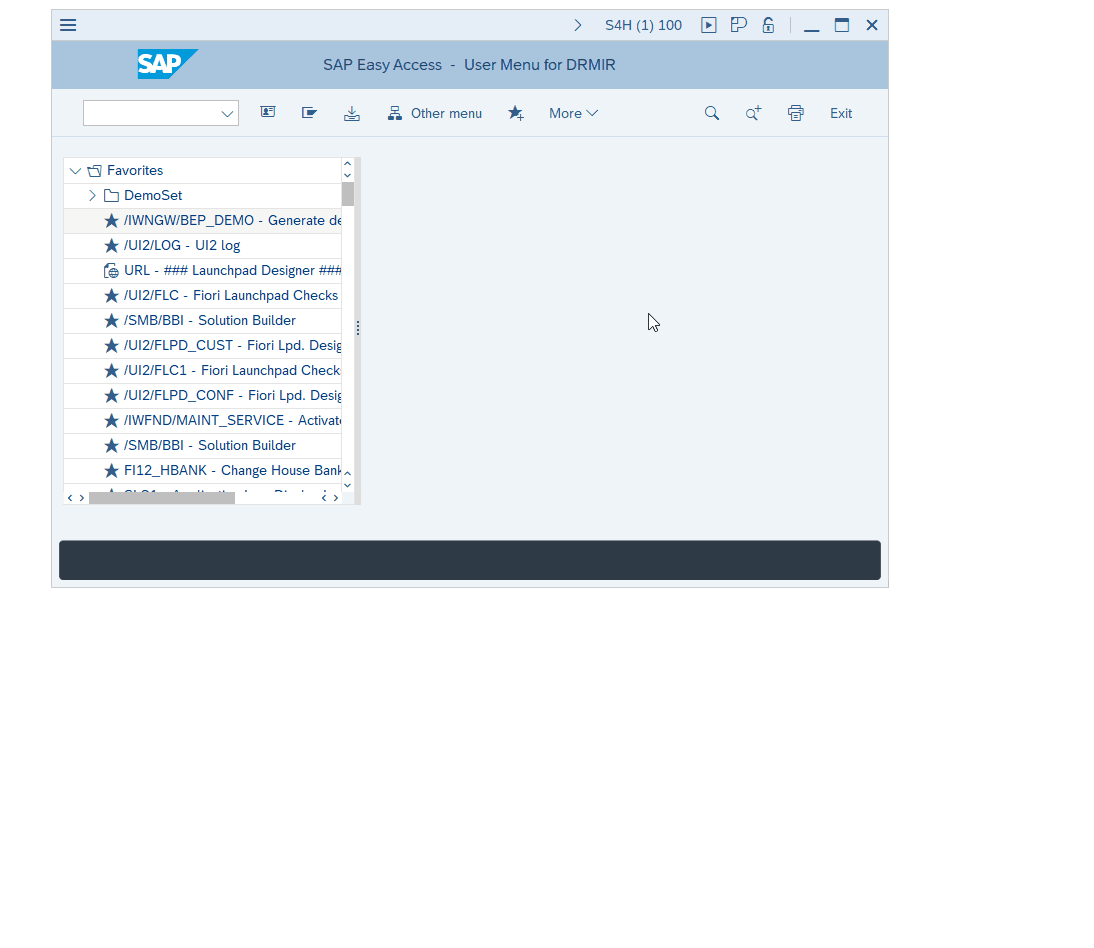 S4H (1) 100
SAP
SAP Easy Access - User Menu for DRMIR
Other menu
More
Exit
Favorites
DemoSet
/IWNGW/BEP_DEMO - Generate de
/UI2/LOG - UI2 log
URL - ### Launchpad Designer ###
/UI2/FLC - Fiori Launchpad Checks
/SMB/BBI - Solution Builder
/UI2/FLPD_CUST - Fiori Lpd. Desig
/UI2/FLC1 - Fiori Launchpad Check
/UI2/FLPD_CONF - Fiori Lpd. Desig
/IWFND/MAINT_SERVICE - Activat
/SMB/BBI - Solution Builder
FI12_HBANK - Change House Bank